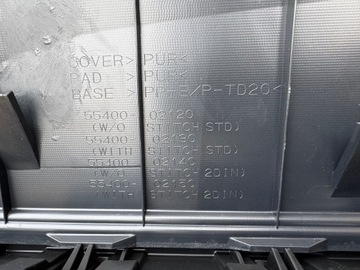 COVER > PUR <
PAD > PUR <
BASE > PP+E/P-TD20 <
55400- 02120
(W/O STITCH STD)
55400- 02130
(WITH STITCH STD)
55400- 02140
(W/O STITCH 2DIN)
55400-
(WITH STITCH 2DIN)